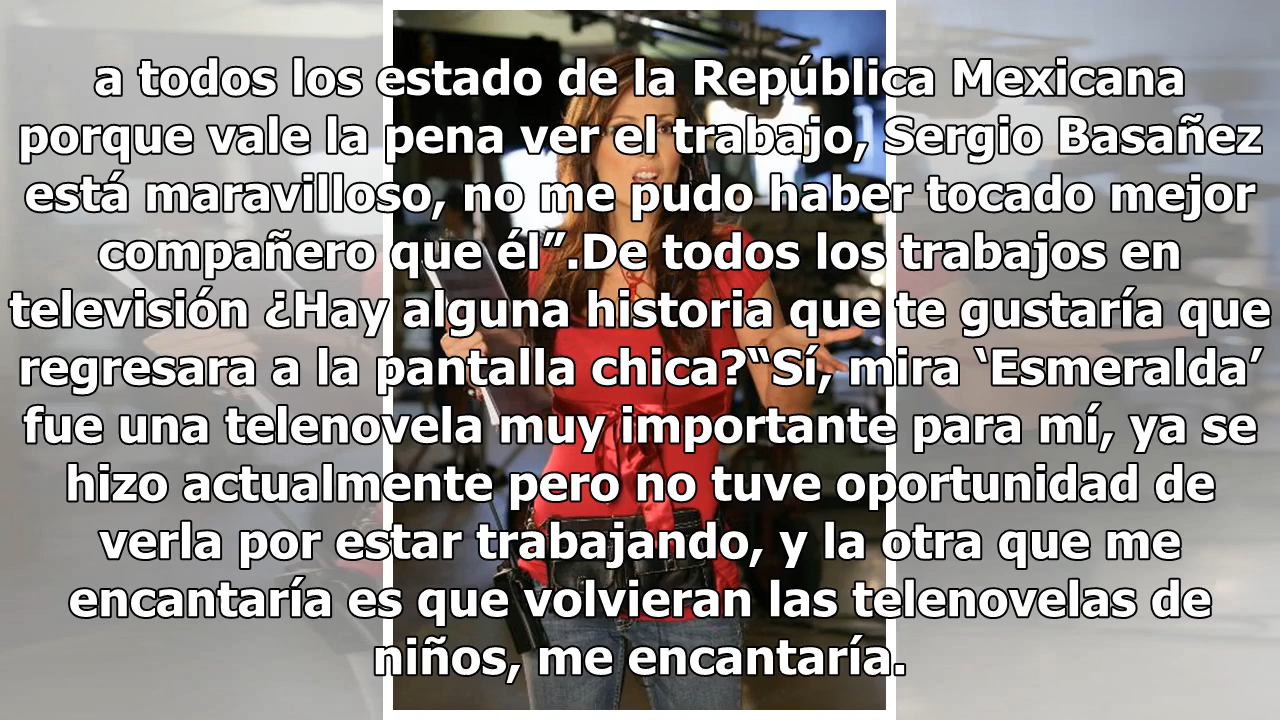 a todos los estado de la República Mexicana
porque vale la pena ver el trabajo, Sergio Basañez
está maravilloso, no me pudo haber tocado mejor
compañero que él”.De todos los trabajos en
televisión ¿Hay alguna historia que te gustaría que
regresara a la pantalla chica?“Sí, mira ‘Esmeralda’
fue una telenovela muy importante para mí, ya se
hizo actualmente pero no tuve oportunidad de
verla por estar trabajando, y la otra que me
encantaría es que volvieran las telenovelas de
niños, me encantaría.